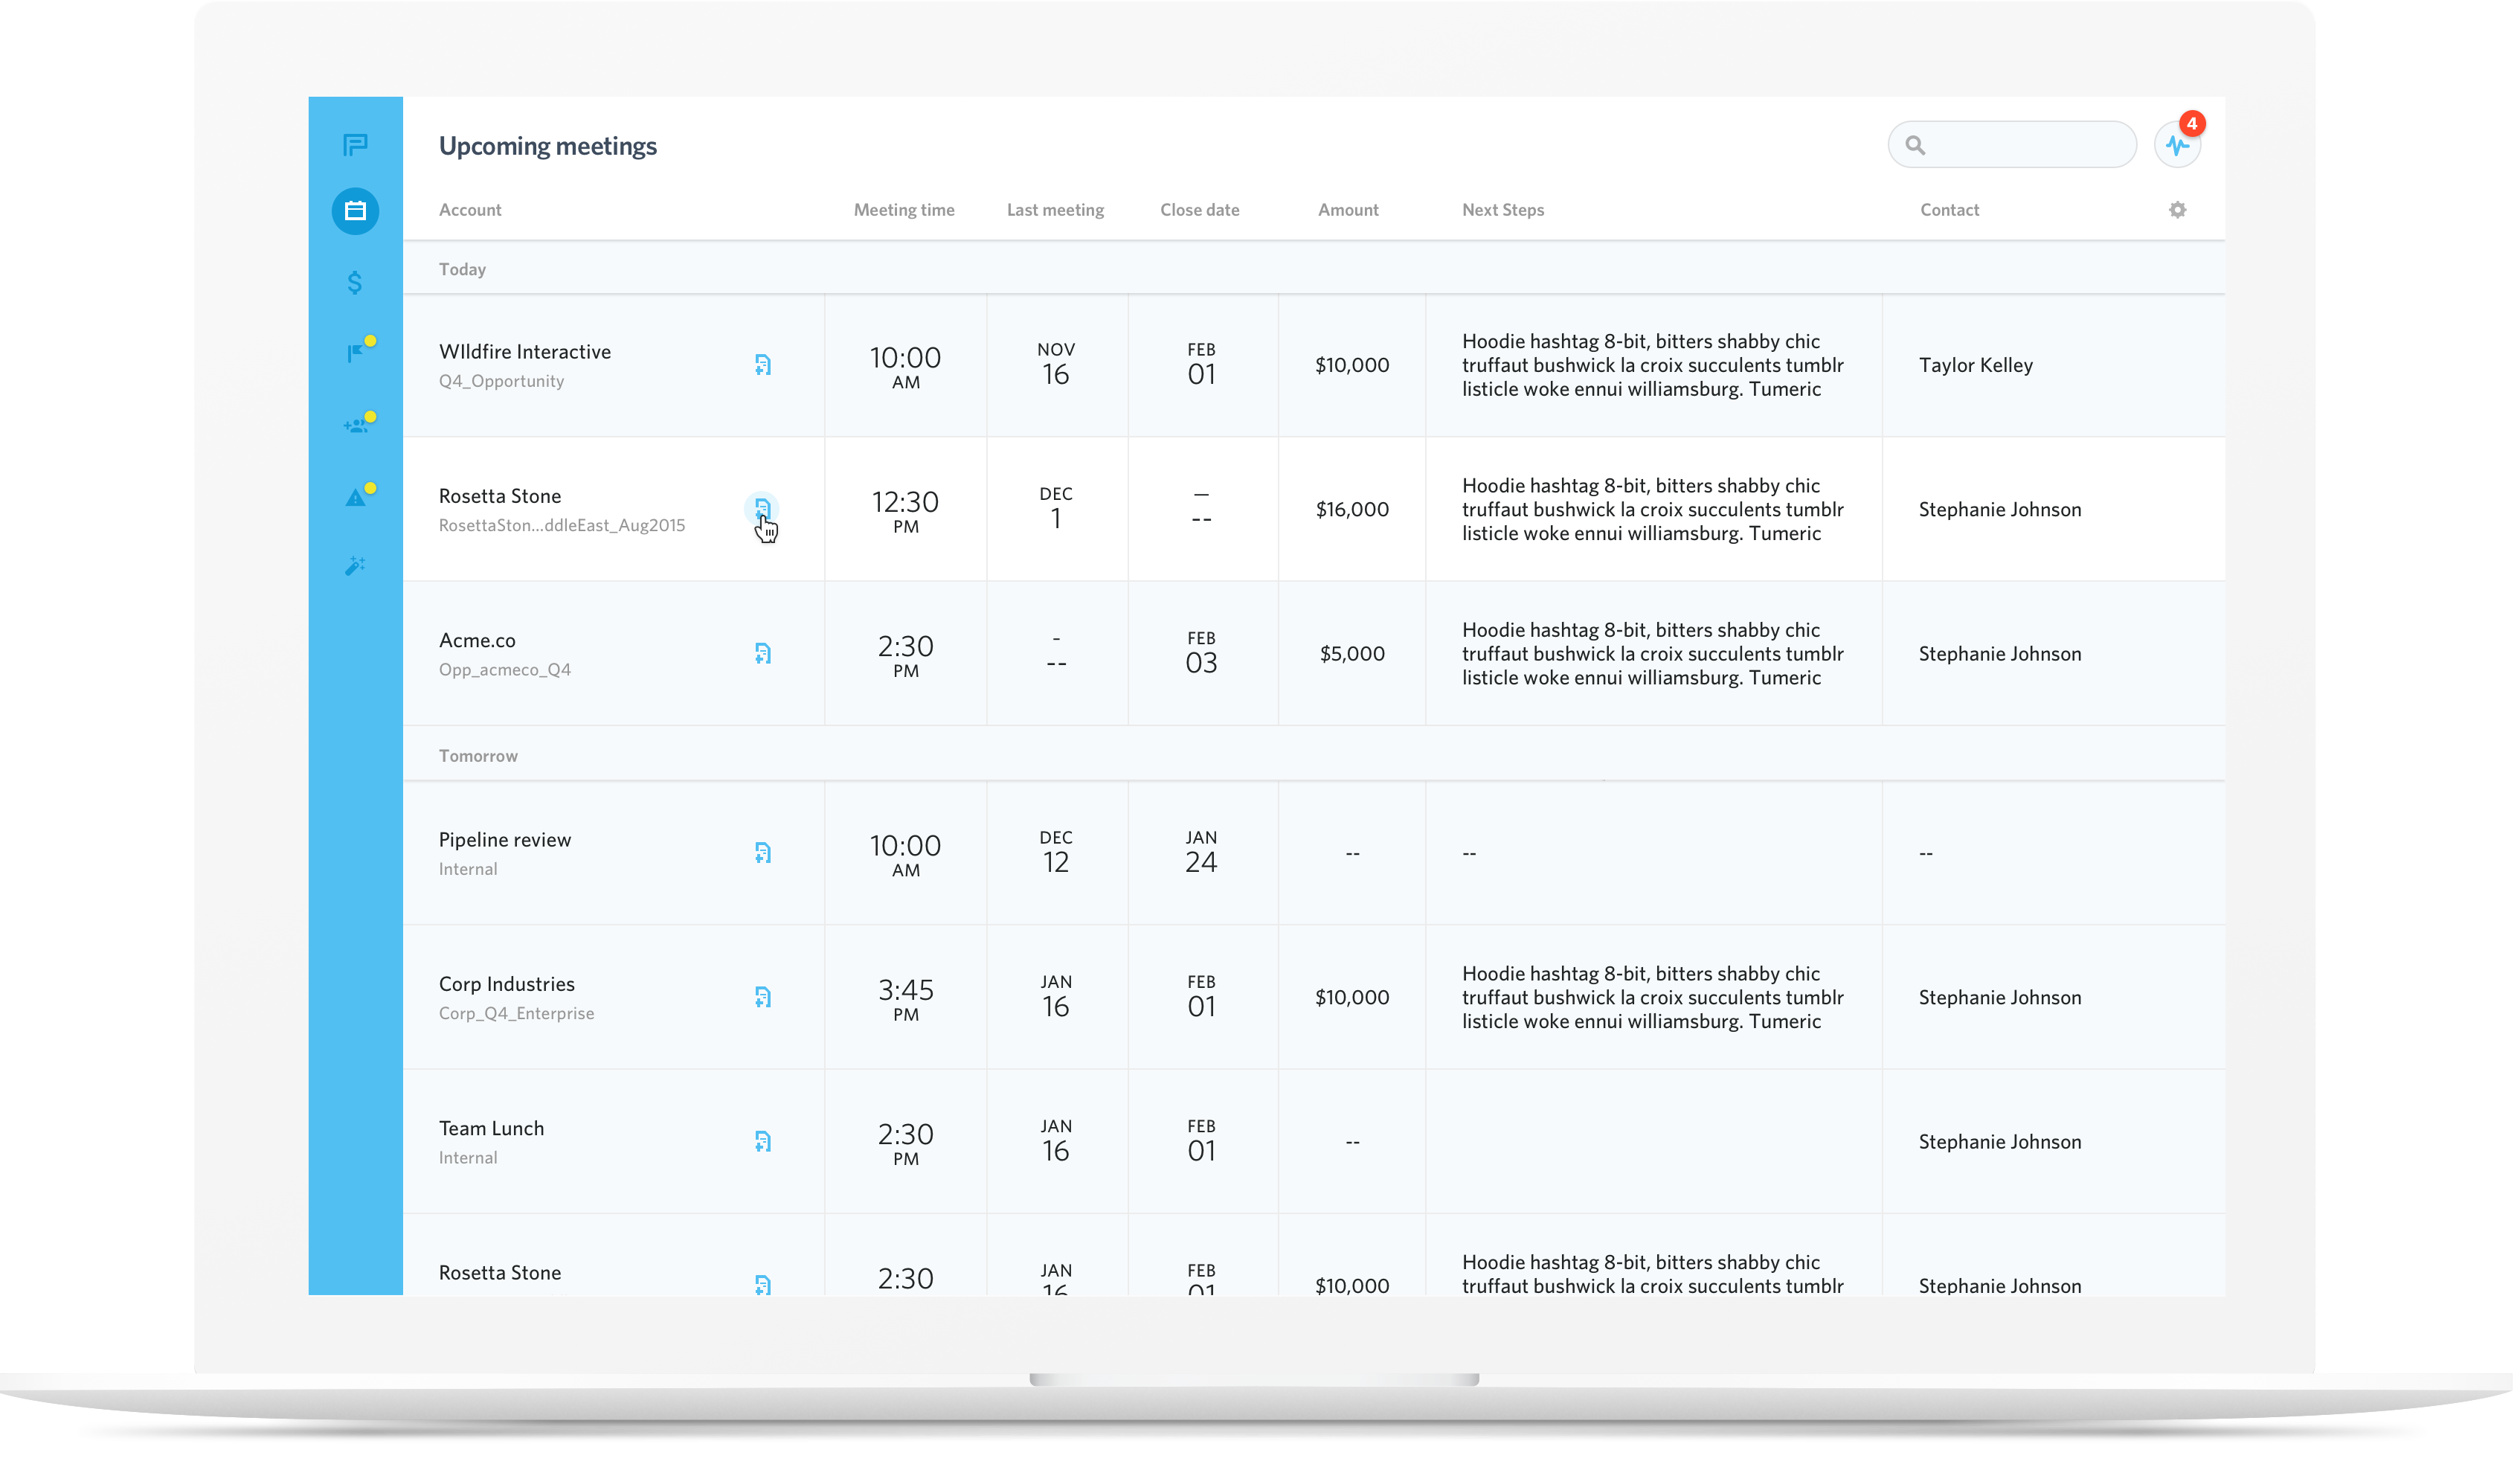 4
Upcoming meetings
Account Meeting time Last meeting Close date Amount Next Steps Contact
Today
WIldfire Interactive
Q4_Opportunity
10:00
AM
NOV
16
FEB
01
$10,000
Hoodie hashtag 8-bit, bitters shabby chic
truffaut bushwick la croix succulents tumblr
listicle woke ennui williamsburg. Tumeric
Taylor Kelley
Rosetta Stone
RosettaSton...ddleEast_Aug2015
12:30
PM
DEC
1
—
--
$16,000
Hoodie hashtag 8-bit, bitters shabby chic
truffaut bushwick la croix succulents tumblr
listicle woke ennui williamsburg. Tumeric
Stephanie Johnson
Acme.co
Opp_acmeco_Q4
2:30
PM
-
--
FEB
03
$5,000
Hoodie hashtag 8-bit, bitters shabby chic
truffaut bushwick la croix succulents tumblr
listicle woke ennui williamsburg. Tumeric
Stephanie Johnson
Tomorrow
Pipeline review
Internal
10:00
AM
DEC
12
JAN
24
--
--
--
Corp Industries
Corp_Q4_Enterprise
3:45
PM
JAN
16
FEB
01
$10,000
Hoodie hashtag 8-bit, bitters shabby chic
truffaut bushwick la croix succulents tumblr
listicle woke ennui williamsburg. Tumeric
Stephanie Johnson
Team Lunch
Internal
2:30
PM
JAN
16
FEB
01
--
Stephanie Johnson
Rosetta Stone
2:30
JAN
16
FEB
01
$10,000
Hoodie hashtag 8-bit, bitters shabby chic
truffaut bushwick la croix succulents tumblr
Stephanie Johnson